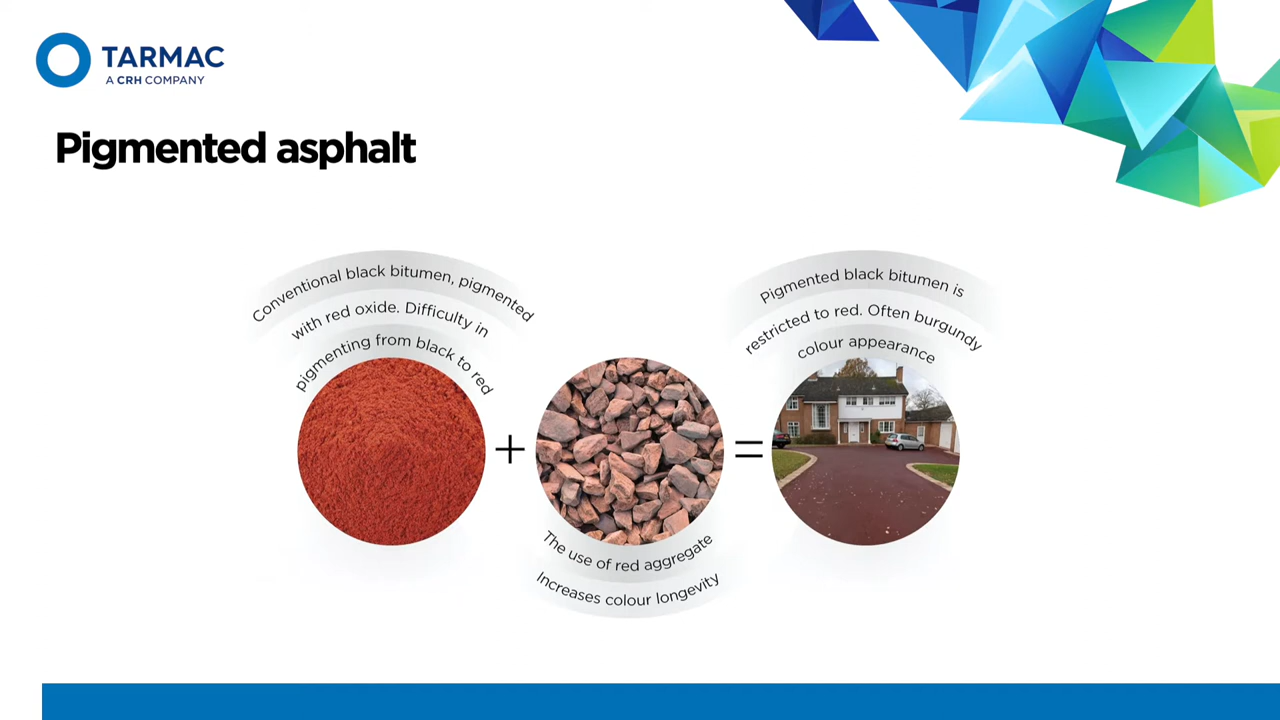 TARMAC
A CRH COMPANY
Pigmented asphalt
Conventional black bitumen, pigmented
with red oxide. Difficulty in
pigmenting from black to red
+
The use of red aggregate
Increases colour longevity
=
Pigmented black bitumen is
restricted to red. Often burgundy
colour appearance